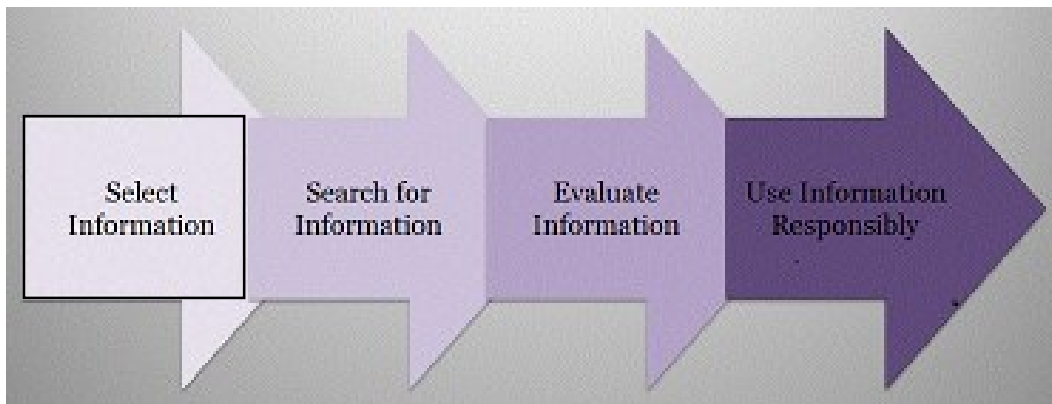 Select
Information
Search for
Information
Evaluate
Information
Use Information
Responsibly